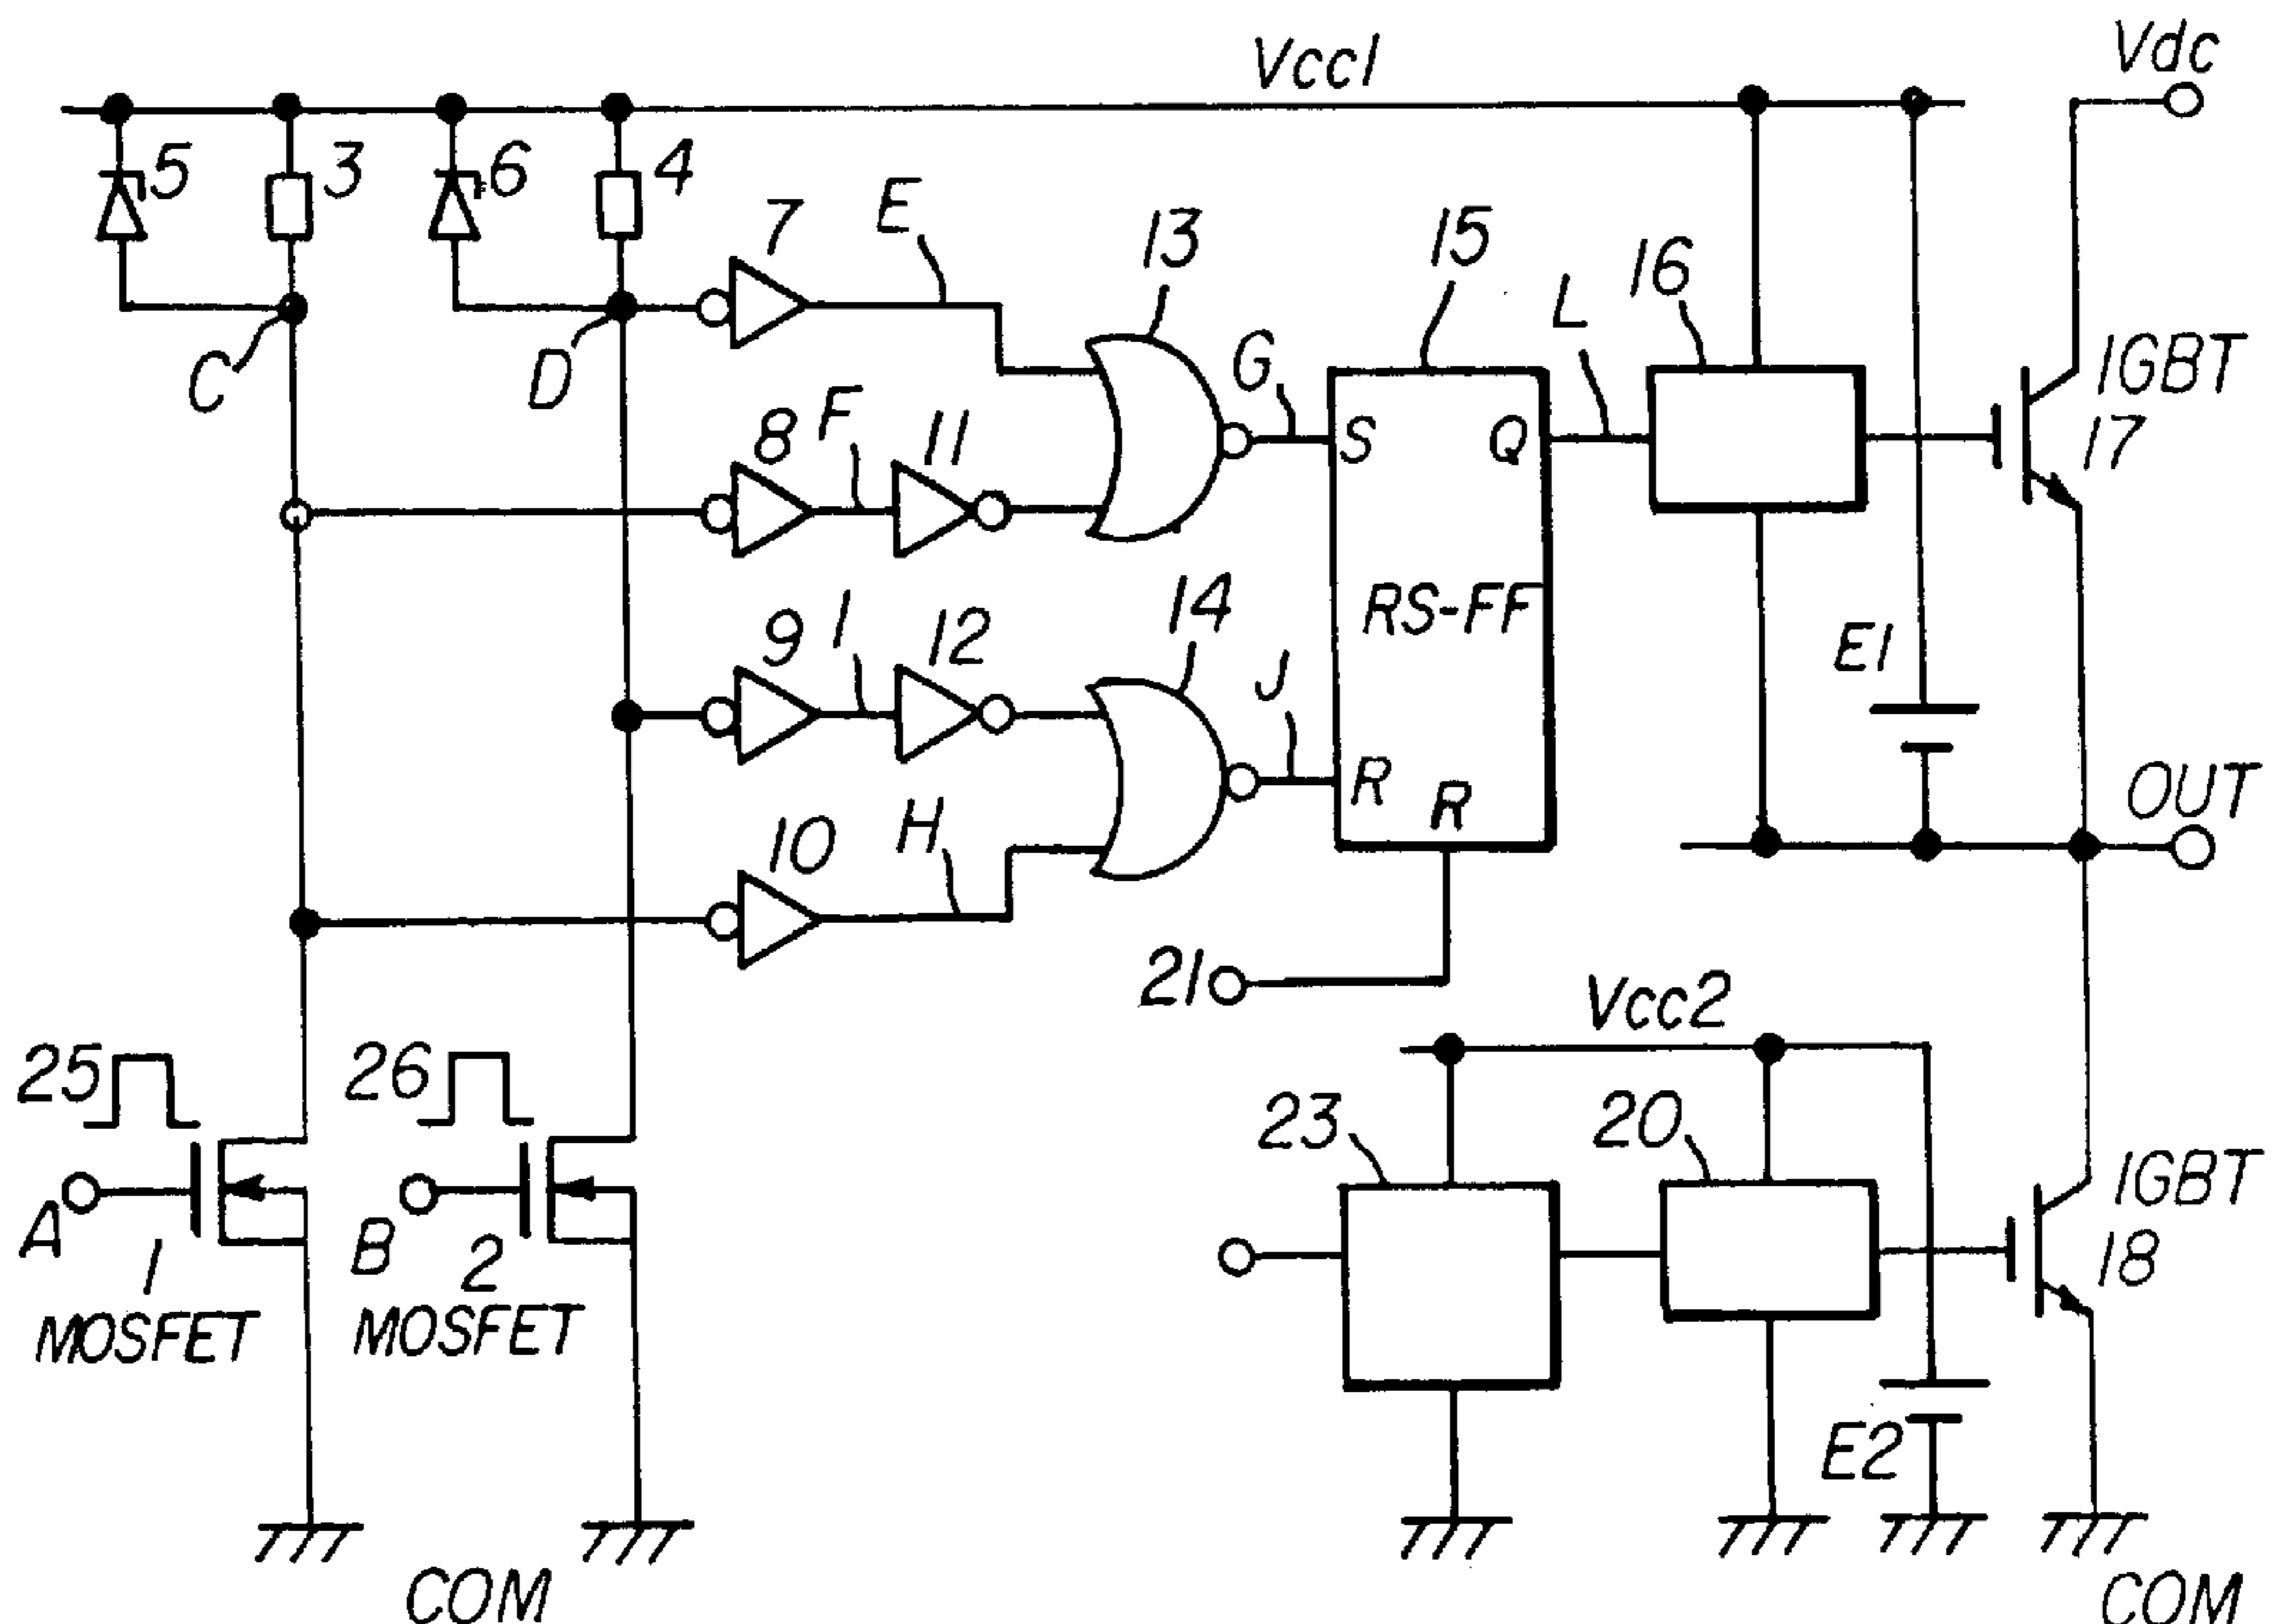 Vcc1
Vdc
5
3
6
4
7
E
13
15
16
L
C
D
8
F
11
G
S
Q
IGBT
17
9
I
12
14
RS-FF
E1
J
10
H
R
R
OUT
21
Vcc2
25
26
23
20
A
B
1
MOSFET
2
MOSFET
IGBT
18
E2
COM
COM